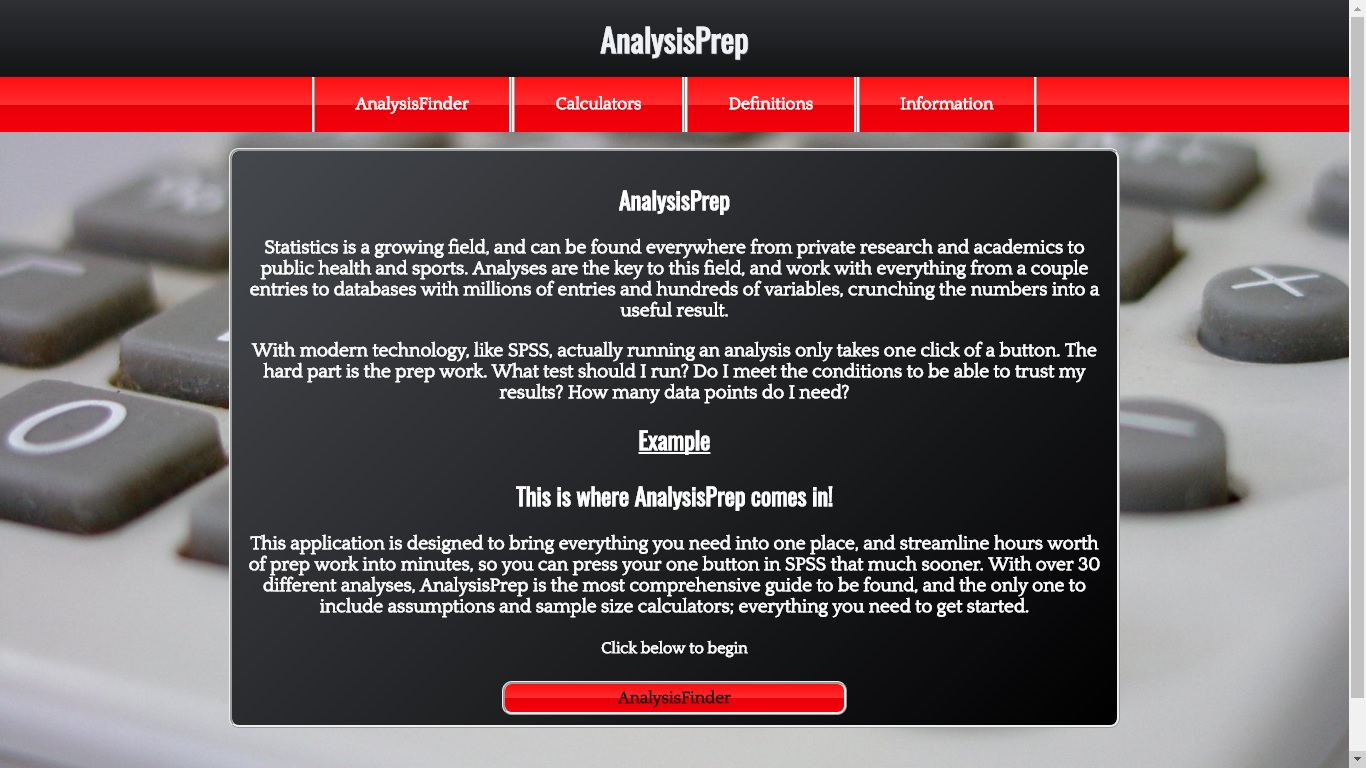 AnalysisPrep
AnalysisFinder
Calculators
Definitions
Information
AnalysisPrep
Statistics is a growing field, and can be found everywhere from private research and academics to
public health and sports. Analyses are the key to this field, and work with everything from a couple
entries to databases with millions of entries and hundreds of variables, crunching the numbers into a
useful result.
With modern technology, like SPSS, actually running an analysis only takes one click of a button. The
hard part is the prep work. What test should I run? Do I meet the conditions to be able to trust my
results? How many data points do I need?
Example
This is where AnalysisPrep comes in!
This application is designed to bring everything you need into one place, and streamline hours worth
of prep work into minutes, so you can press your one button in SPSS that much sooner. With over 30
different analyses, AnalysisPrep is the most comprehensive guide to be found, and the only one to
include assumptions and sample size calculators; everything you need to get started.
Click below to begin
AnalysisFinder